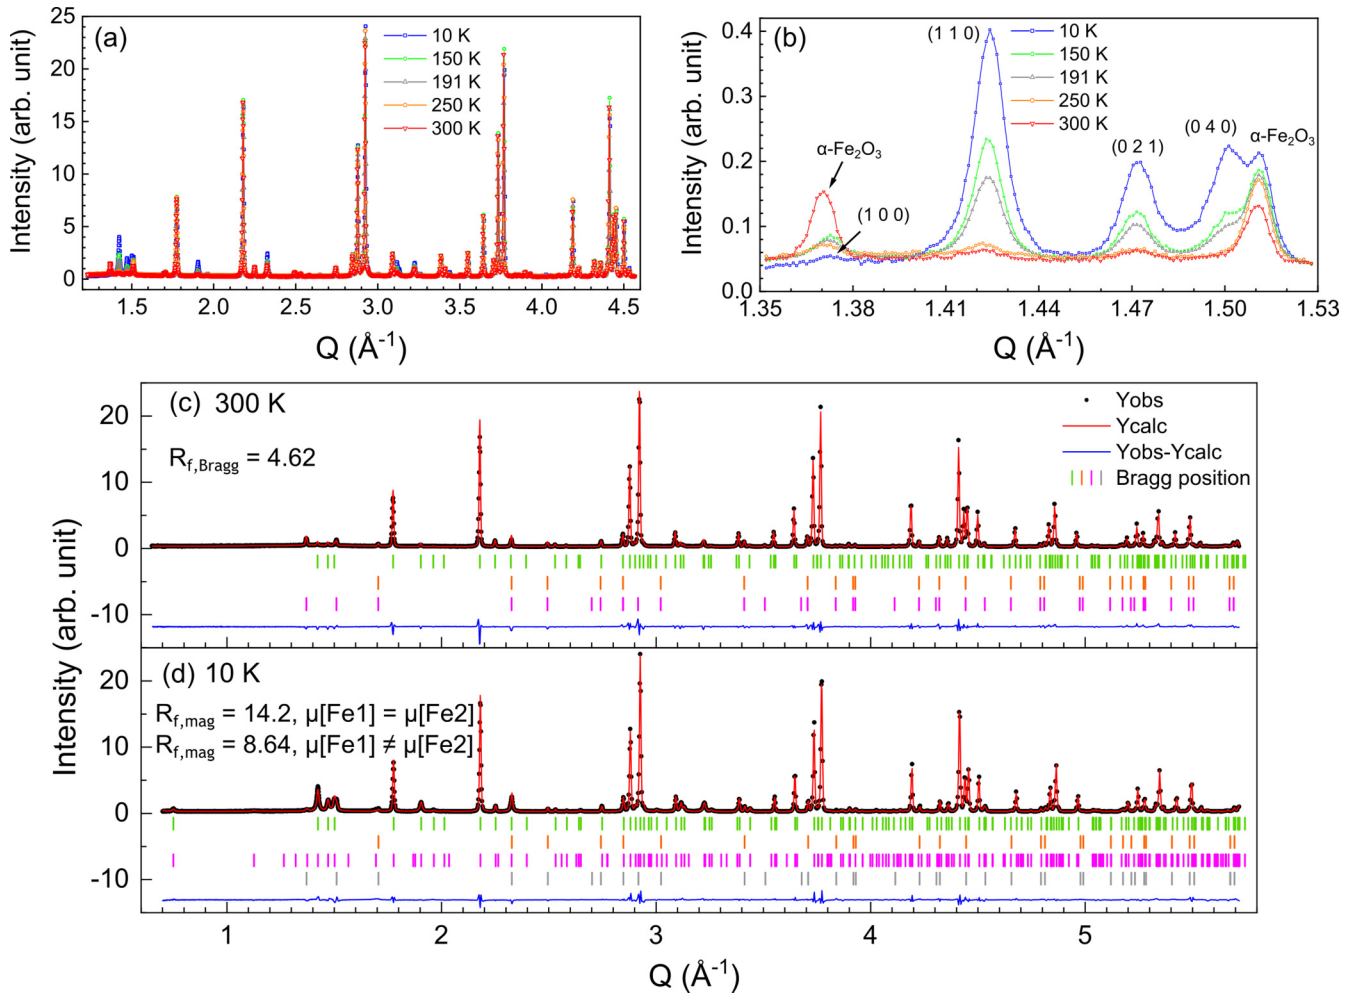 (a)
10 K
150 K
191 K
250 K
300 K
Intensity (arb. unit)
25
20
15
10
5
0
1.5 2.0 2.5 3.0 3.5 4.0 4.5
Q (Å⁻¹)
(b)
(1 1 0)
10 K
150 K
191 K
250 K
300 K
α-Fe₂O₃
(1 0 0)
(0 2 1)
(0 4 0)
α-Fe₂O₃
Intensity (arb. unit)
0.4
0.3
0.2
0.1
0.0
1.35 1.38 1.41 1.44 1.47 1.50 1.53
Q (Å⁻¹)
(c) 300 K
R_f,Bragg = 4.62
Yobs
Ycalc
Yobs-Ycalc
Bragg position
20
10
0
-10
Intensity (arb. unit)
(d) 10 K
R_f,mag = 14.2, μ[Fe1] = μ[Fe2]
R_f,mag = 8.64, μ[Fe1] ≠ μ[Fe2]
20
10
0
-10
1 2 3 4 5
Q (Å⁻¹)